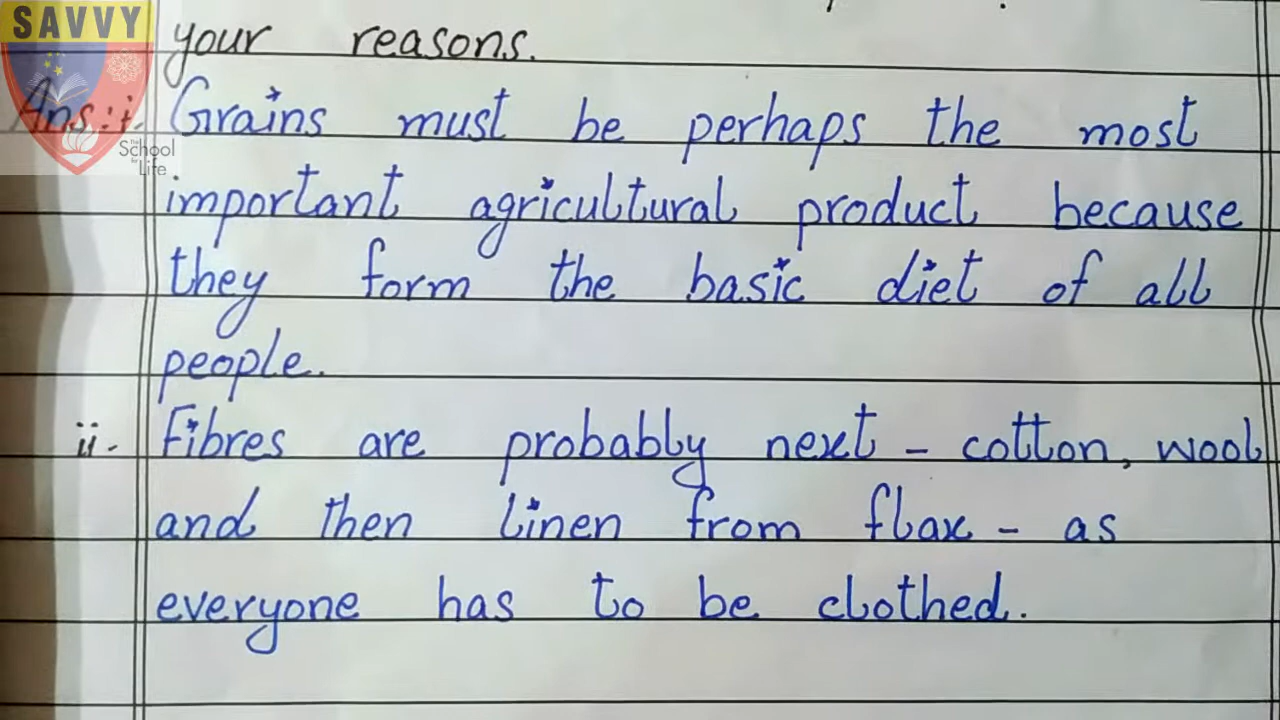 SAVVY
The School for Life
your reasons.
Ans:i. Grains must be perhaps the most
important agricultural product because
they form the basic diet of all
people.
ii. Fibres are probably next - cotton, wool
and then linen from flax - as
everyone has to be clothed.